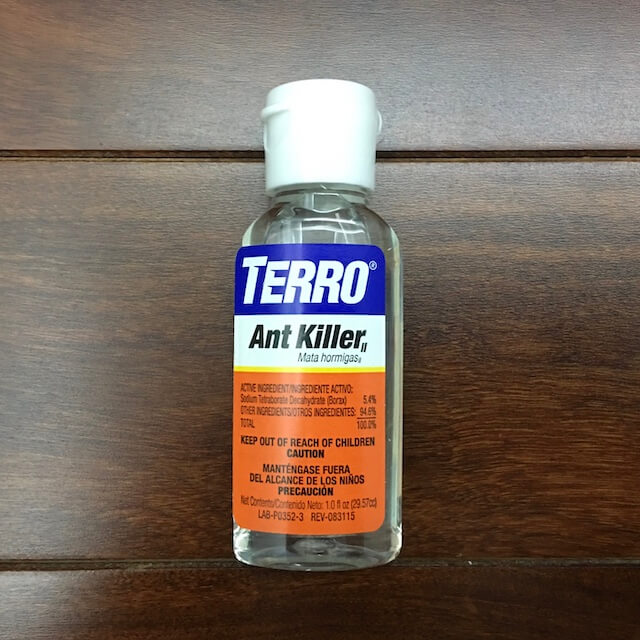 TERRO®
Ant Killer II
Mata hormigas II
ACTIVE INGREDIENT/INGREDIENTE ACTIVO:
Sodium Tetraborate Decahydrate (Borax) 5.4%
OTHER INGREDIENTS/OTROS INGREDIENTES: 94.6%
TOTAL 100.0%
KEEP OUT OF REACH OF CHILDREN
CAUTION
MANTÉNGASE FUERA
DEL ALCANCE DE LOS NIÑOS
PRECAUCIÓN
Net Contents/Contenido Neto: 1.0 fl oz (29.57cc)
LAB-P0352-3 REV-083115